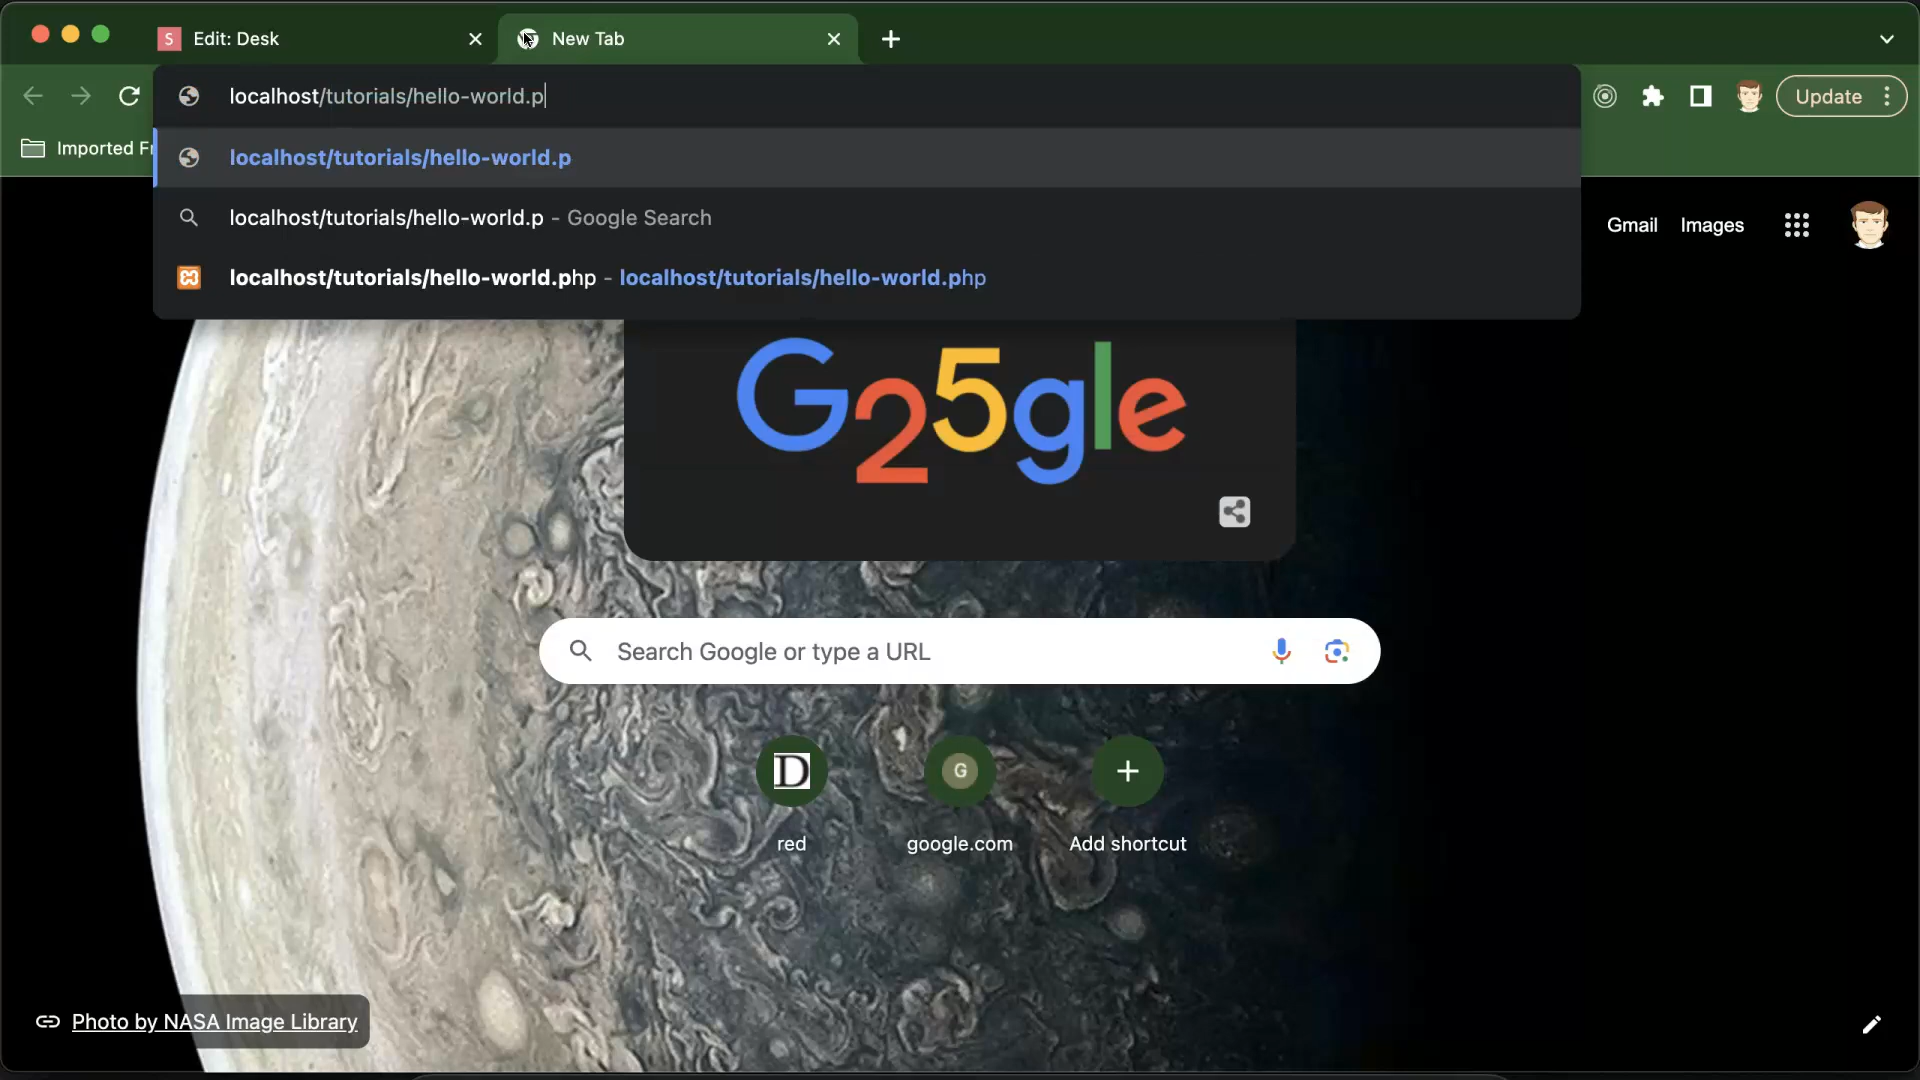 S Edit: Desk
New Tab
localhost/tutorials/hello-world.p
Update
Imported Fr
localhost/tutorials/hello-world.p
localhost/tutorials/hello-world.p - Google Search
localhost/tutorials/hello-world.php - localhost/tutorials/hello-world.php
Gmail Images
G25gle
Search Google or type a URL
D G
red google.com Add shortcut
Photo by NASA Image Library